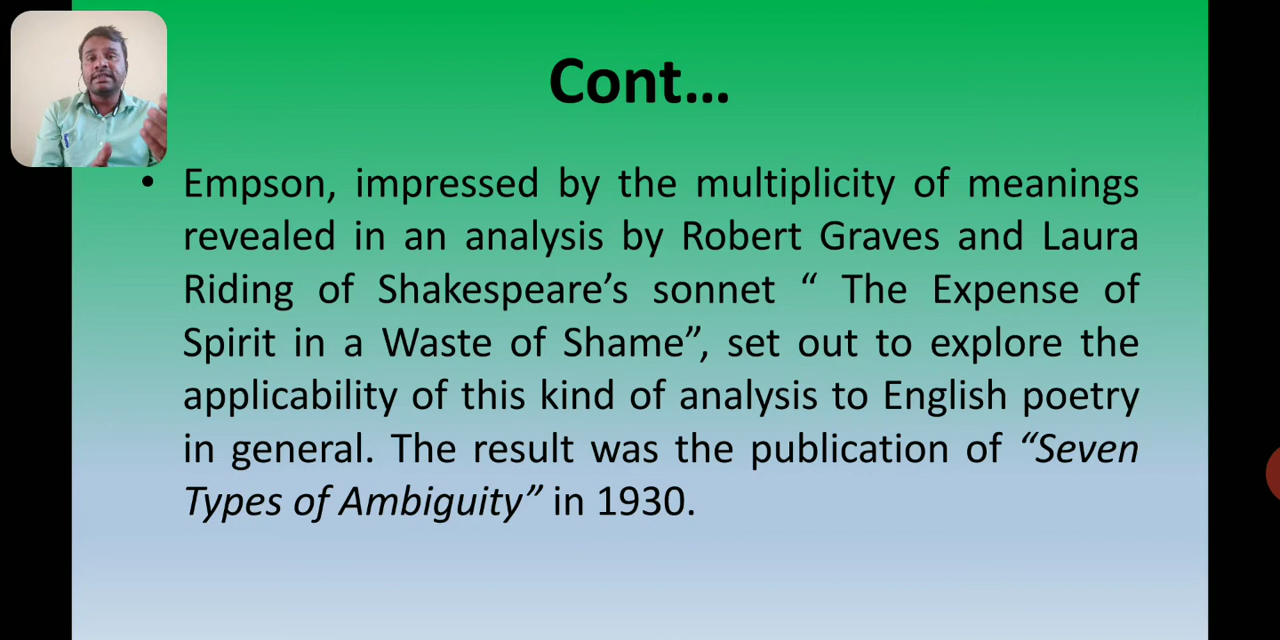 Cont...
• Empson, impressed by the multiplicity of meanings
revealed in an analysis by Robert Graves and Laura
Riding of Shakespeare’s sonnet “ The Expense of
Spirit in a Waste of Shame”, set out to explore the
applicability of this kind of analysis to English poetry
in general. The result was the publication of “Seven
Types of Ambiguity” in 1930.